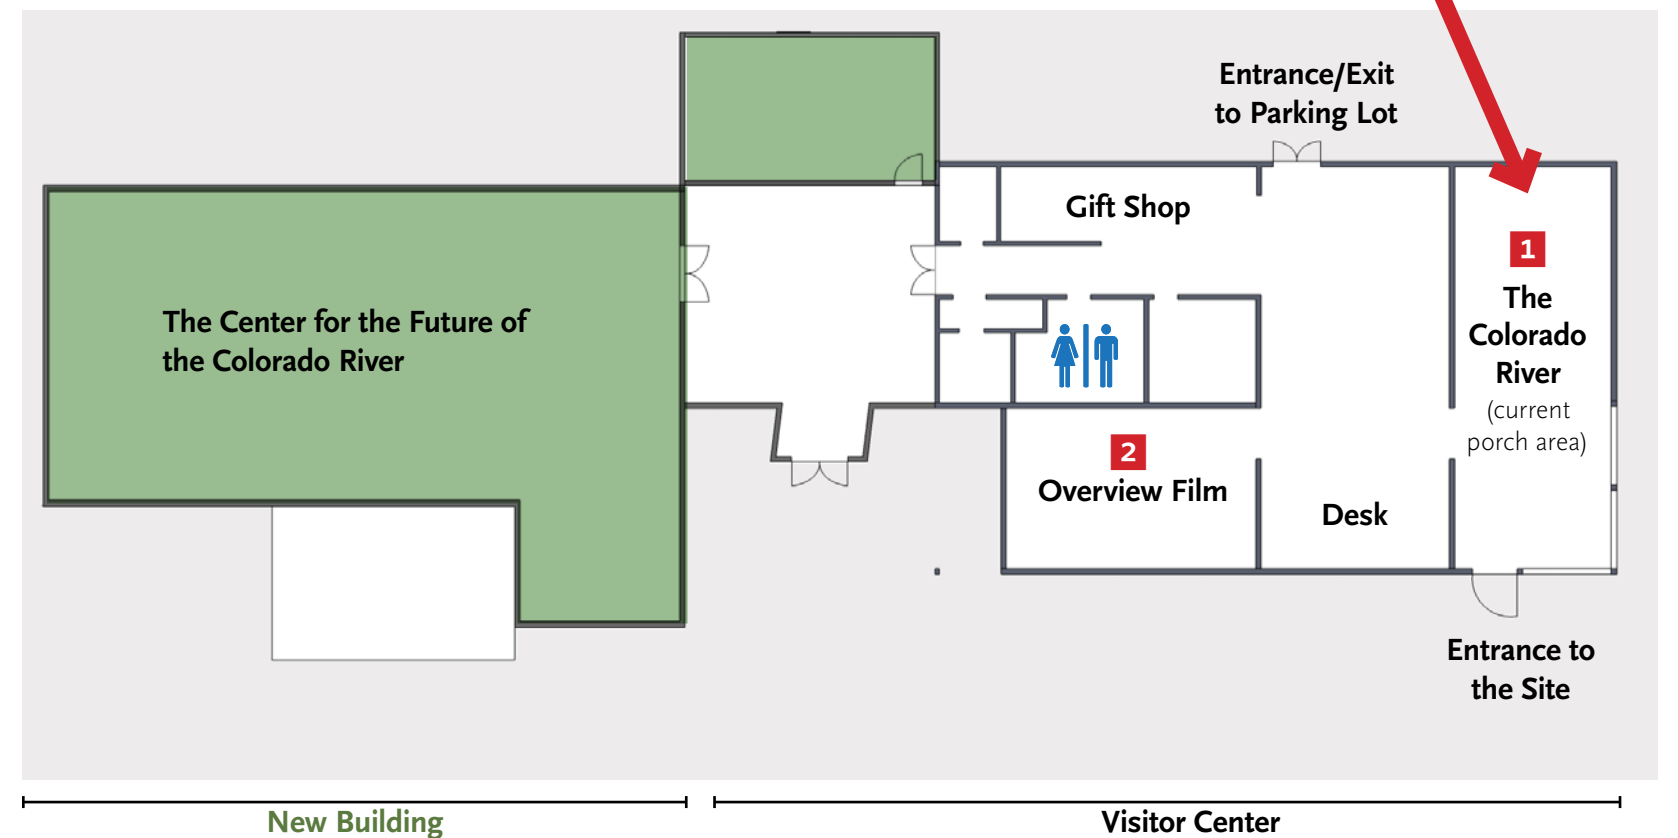 Entrance/Exit
to Parking Lot
Gift Shop
1
The
Colorado
River
(current
porch area)
The Center for the Future of
the Colorado River
2
Overview Film
Desk
Entrance to
the Site
New Building
Visitor Center